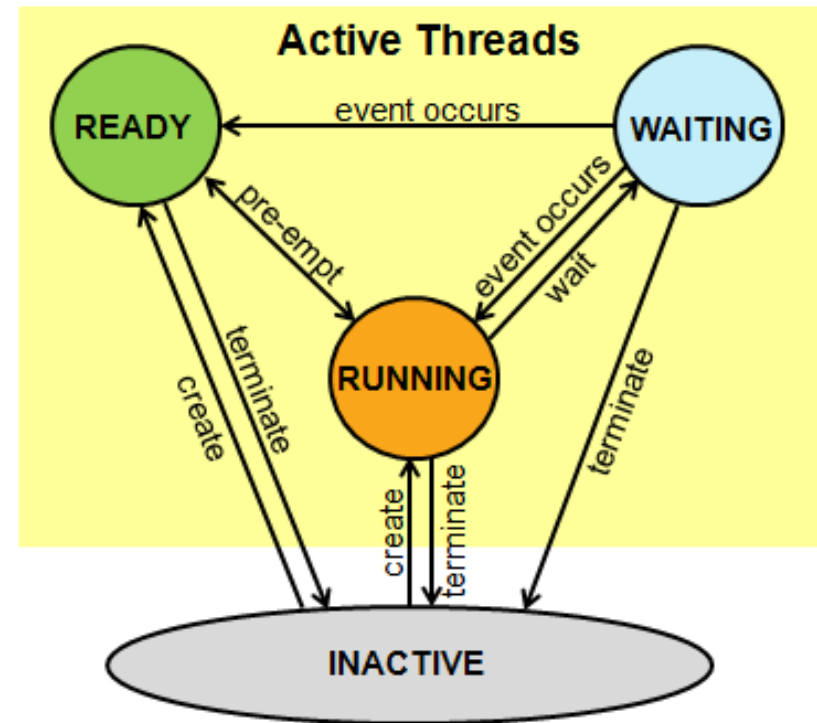 Active Threads
READY
event occurs
WAITING
pre-empt
event occurs
wait
RUNNING
create
terminate
create
terminate
terminate
INACTIVE